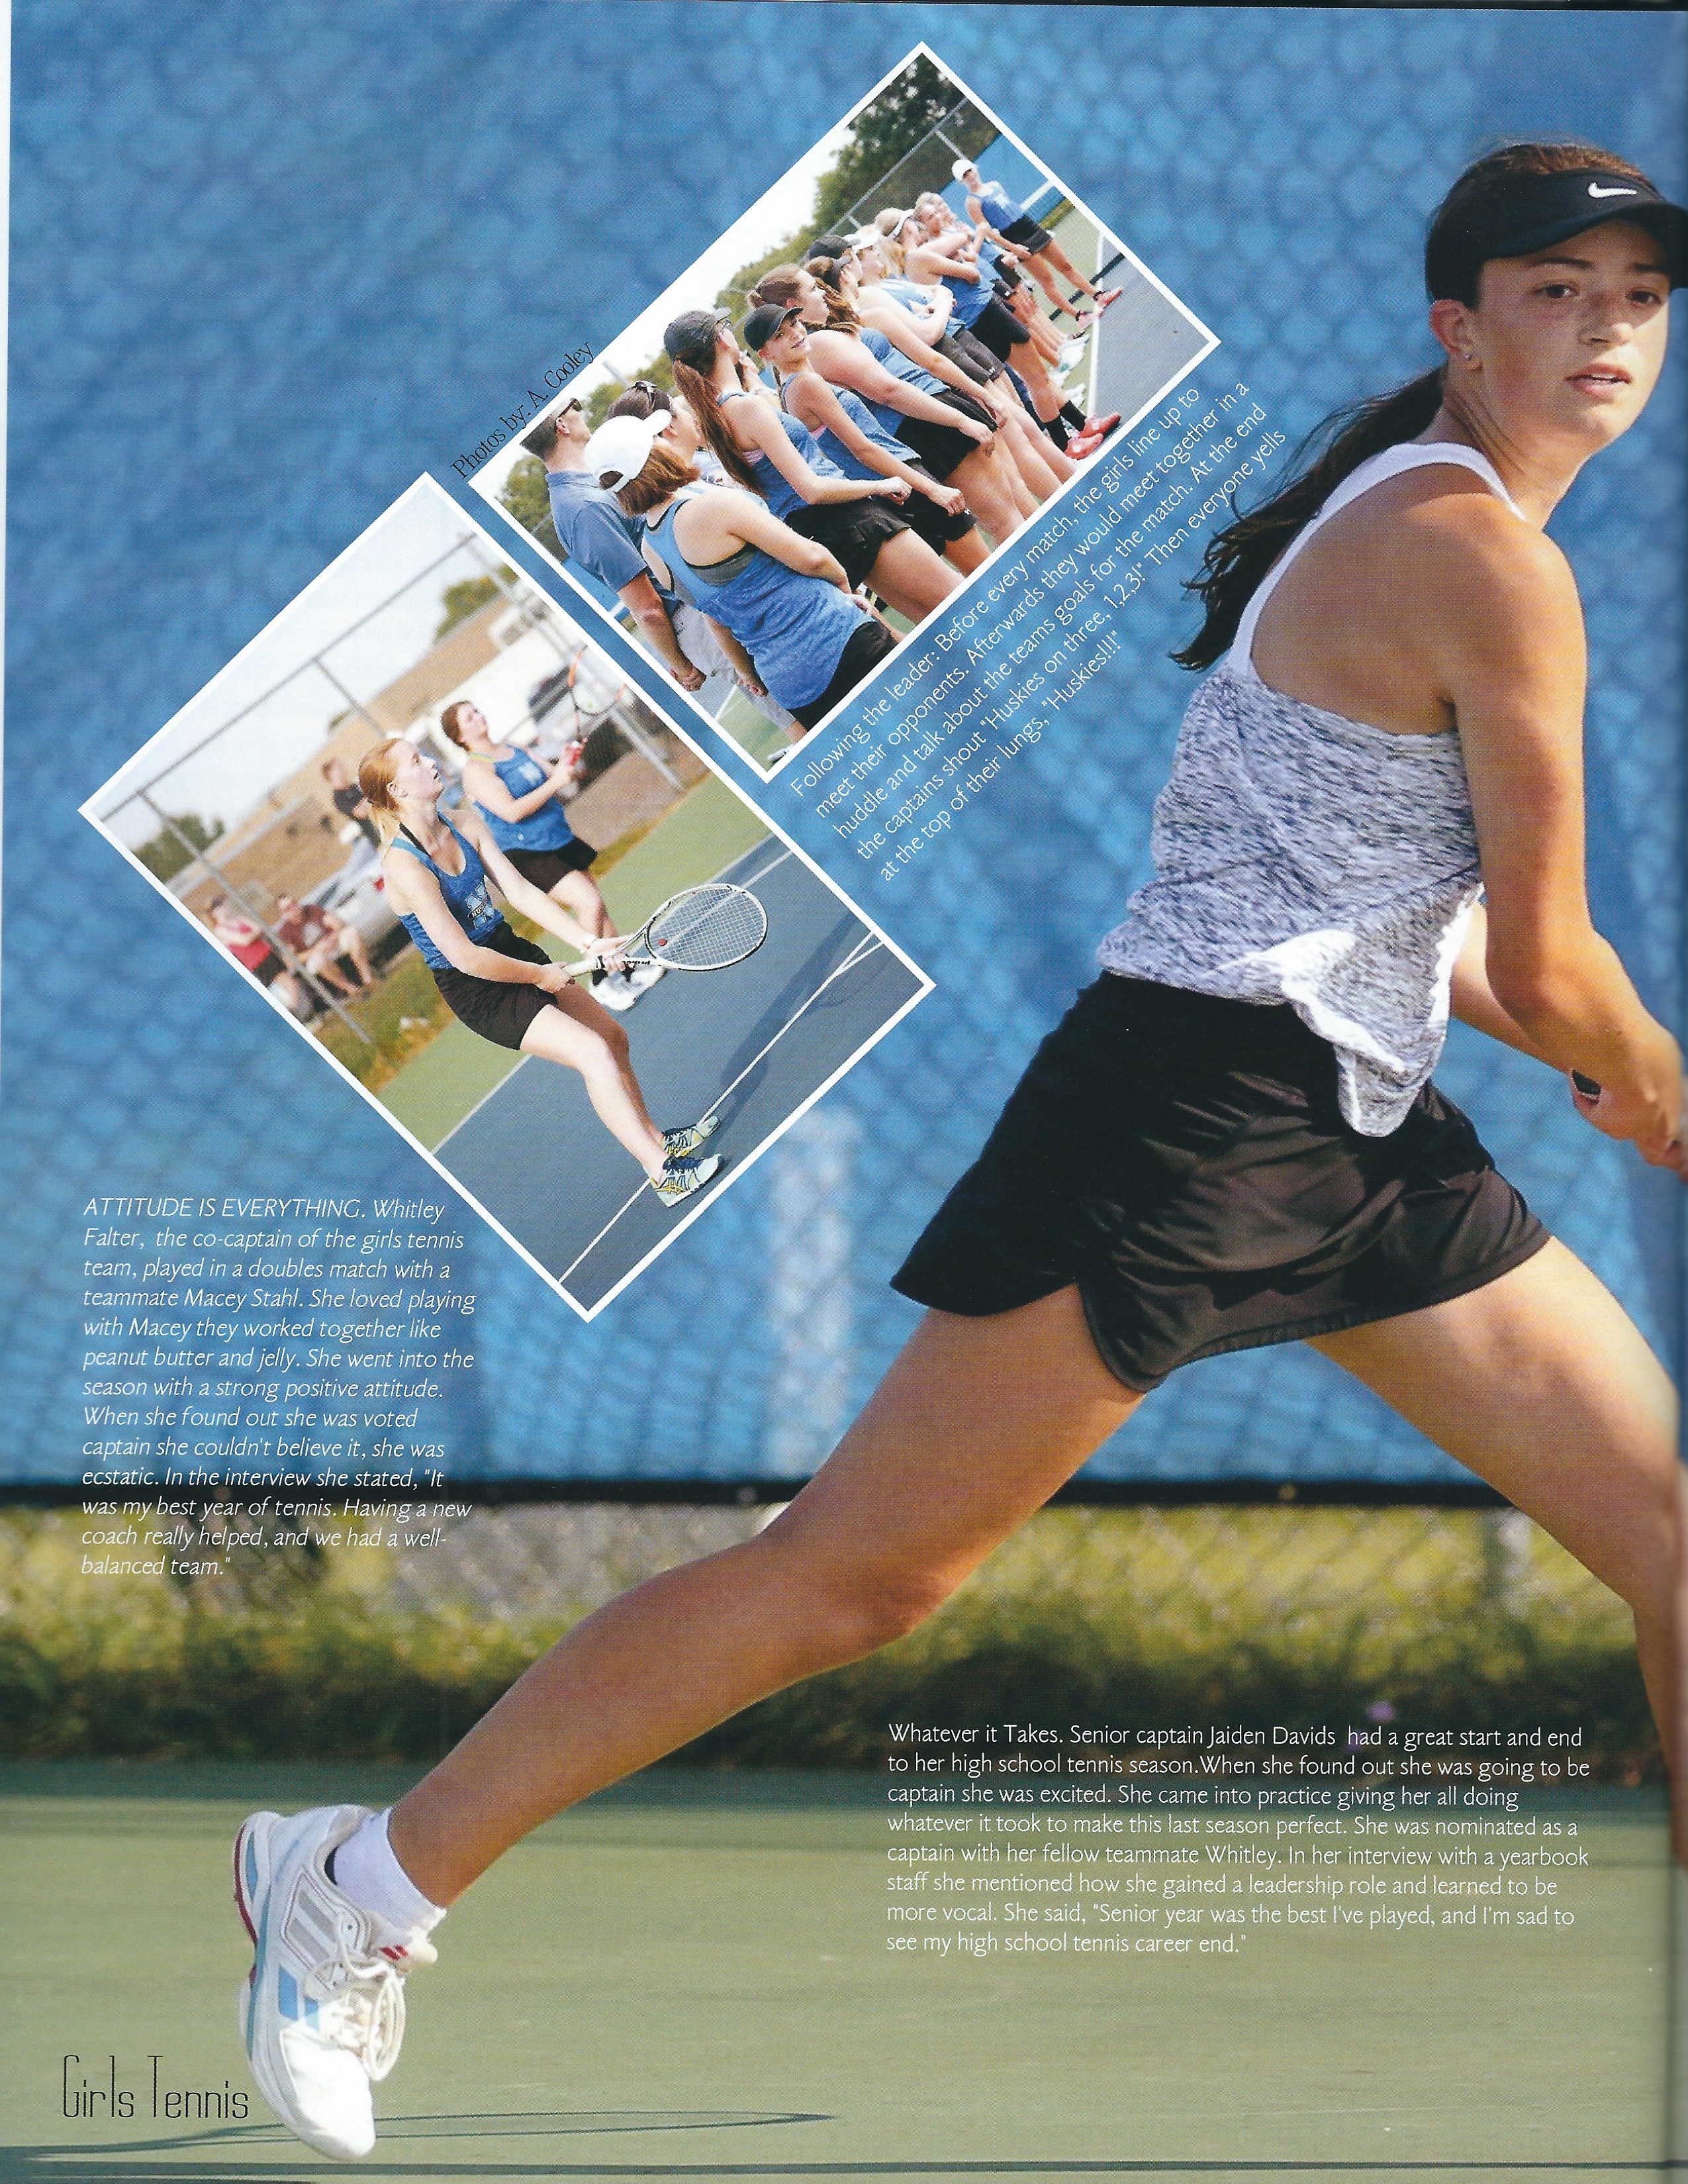 Photos by: A. Cooley
Following the leader: Before every match, the girls line up to
meet their opponents. Afterwards they would meet together in a
huddle and talk about the teams goals for the match. At the end
the captains shout "Huskies on three, 1,2,3!" Then everyone yells
at the top of their lungs, "Huskies!!!"
ATTITUDE IS EVERYTHING. Whitley
Falter, the co-captain of the girls tennis
team, played in a doubles match with a
teammate Macey Stahl. She loved playing
with Macey they worked together like
peanut butter and jelly. She went into the
season with a strong positive attitude.
When she found out she was voted
captain she couldn't believe it, she was
ecstatic. In the interview she stated, "It
was my best year of tennis. Having a new
coach really helped, and we had a well-
balanced team."
Whatever it Takes. Senior captain Jaiden Davids had a great start and end
to her high school tennis season.When she found out she was going to be
captain she was excited. She came into practice giving her all doing
whatever it took to make this last season perfect. She was nominated as a
captain with her fellow teammate Whitley. In her interview with a yearbook
staff she mentioned how she gained a leadership role and learned to be
more vocal. She said, "Senior year was the best I've played, and I'm sad to
see my high school tennis career end."
Girls Tennis